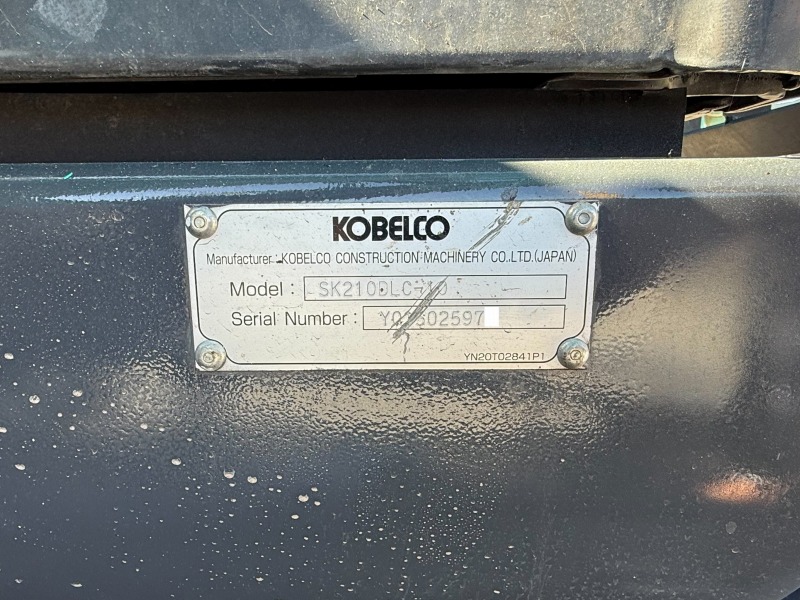 KOBELCO
Manufacturer: KOBELCO CONSTRUCTION MACHINERY CO.,LTD.(JAPAN)
Model : SK210DLC-10
Serial Number :
YN20T02841P1